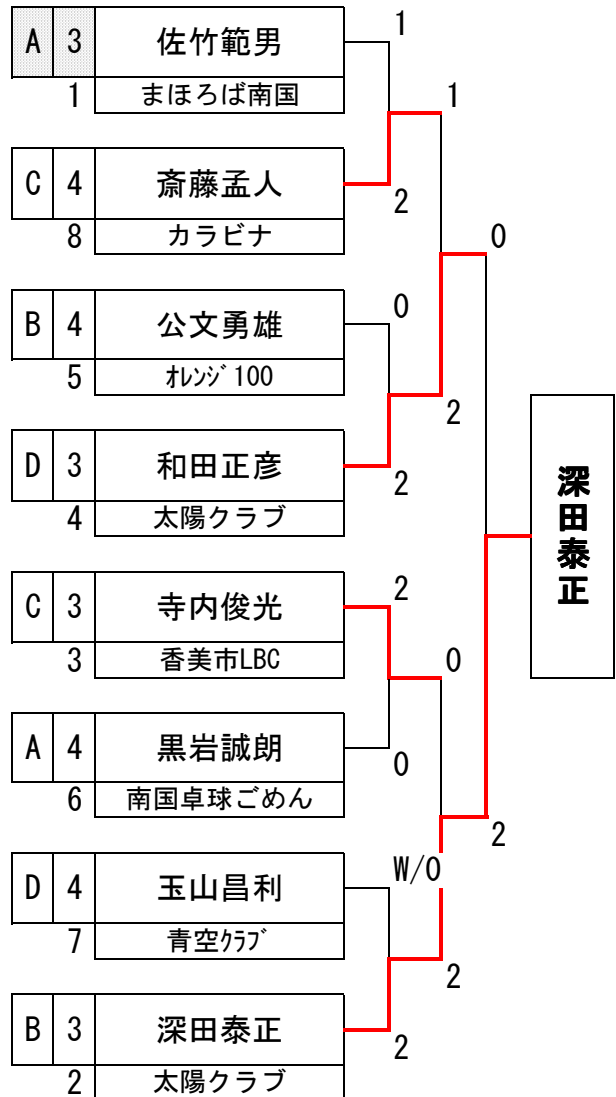 A 3 佐竹範男 1
1 まほろば南国 1
C 4 斎藤孟人 2
8 カラビナ 0
B 4 公文勇雄 0
5 オレンジ100 2
D 3 和田正彦 2
4 太陽クラブ
深田泰正
C 3 寺内俊光 2
3 香美市LBC 0
A 4 黒岩誠朗 0
6 南国卓球ごめん 2
D 4 玉山昌利 W/O
7 青空クラブ 2
B 3 深田泰正 2
2 太陽クラブ